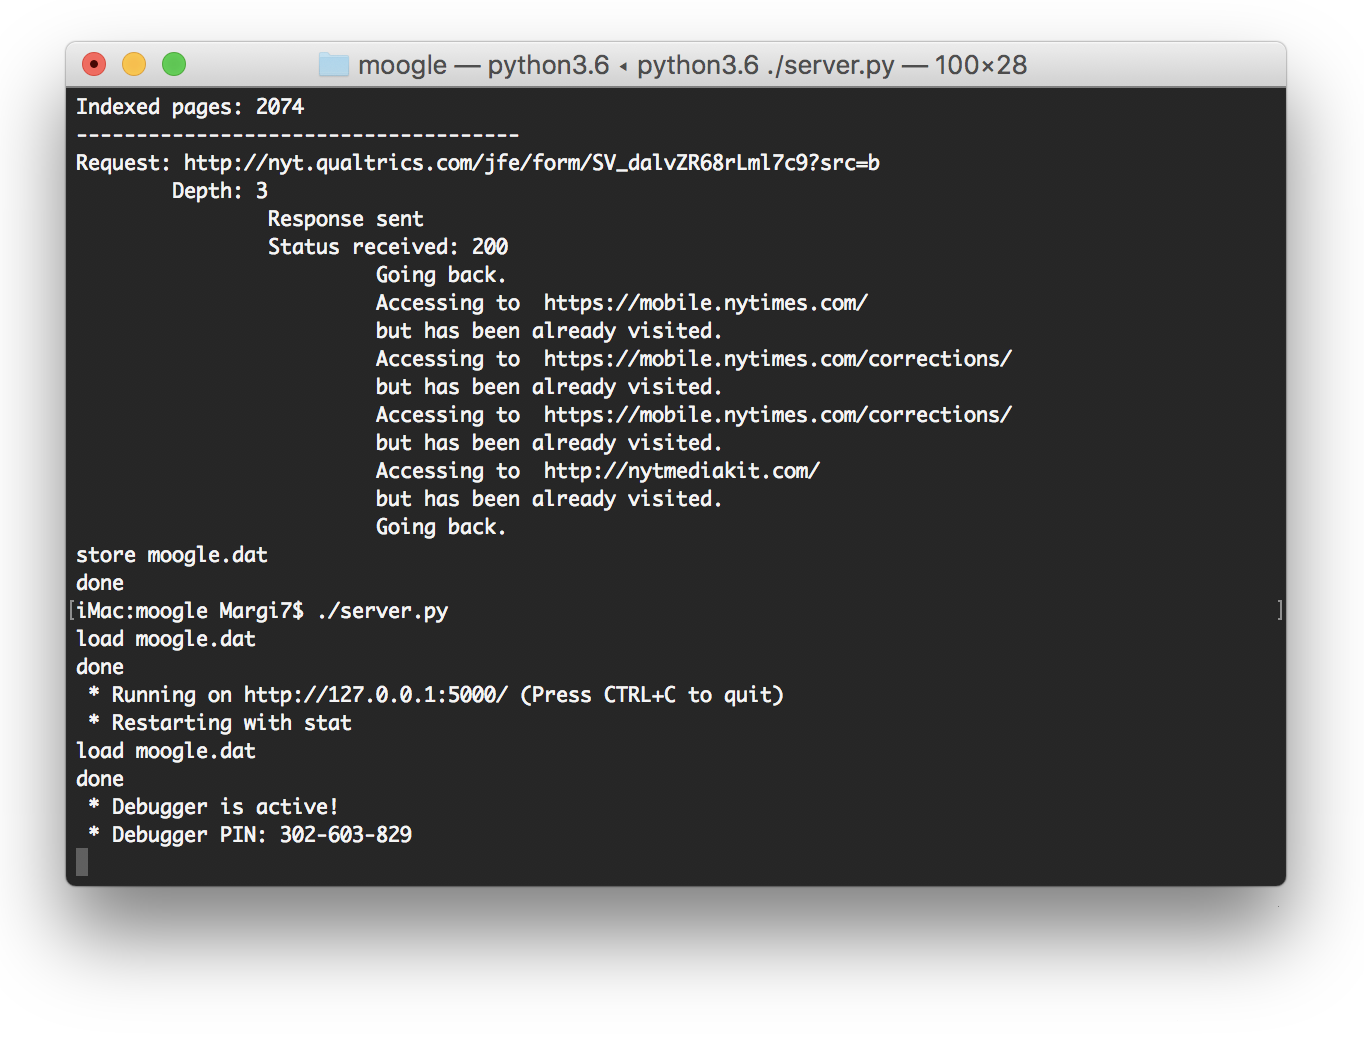 moogle — python3.6 ◂ python3.6 ./server.py — 100×28
Indexed pages: 2074
-------------------------------------
Request: http://nyt.qualtrics.com/jfe/form/SV_dalvZR68rLml7c9?src=b
Depth: 3
Response sent
Status received: 200
Going back.
Accessing to  https://mobile.nytimes.com/
but has been already visited.
Accessing to  https://mobile.nytimes.com/corrections/
but has been already visited.
Accessing to  https://mobile.nytimes.com/corrections/
but has been already visited.
Accessing to  http://nytmediakit.com/
but has been already visited.
Going back.
store moogle.dat
done
[iMac:moogle Margi7$ ./server.py ]
load moogle.dat
done
 * Running on http://127.0.0.1:5000/ (Press CTRL+C to quit)
 * Restarting with stat
load moogle.dat
done
 * Debugger is active!
 * Debugger PIN: 302-603-829